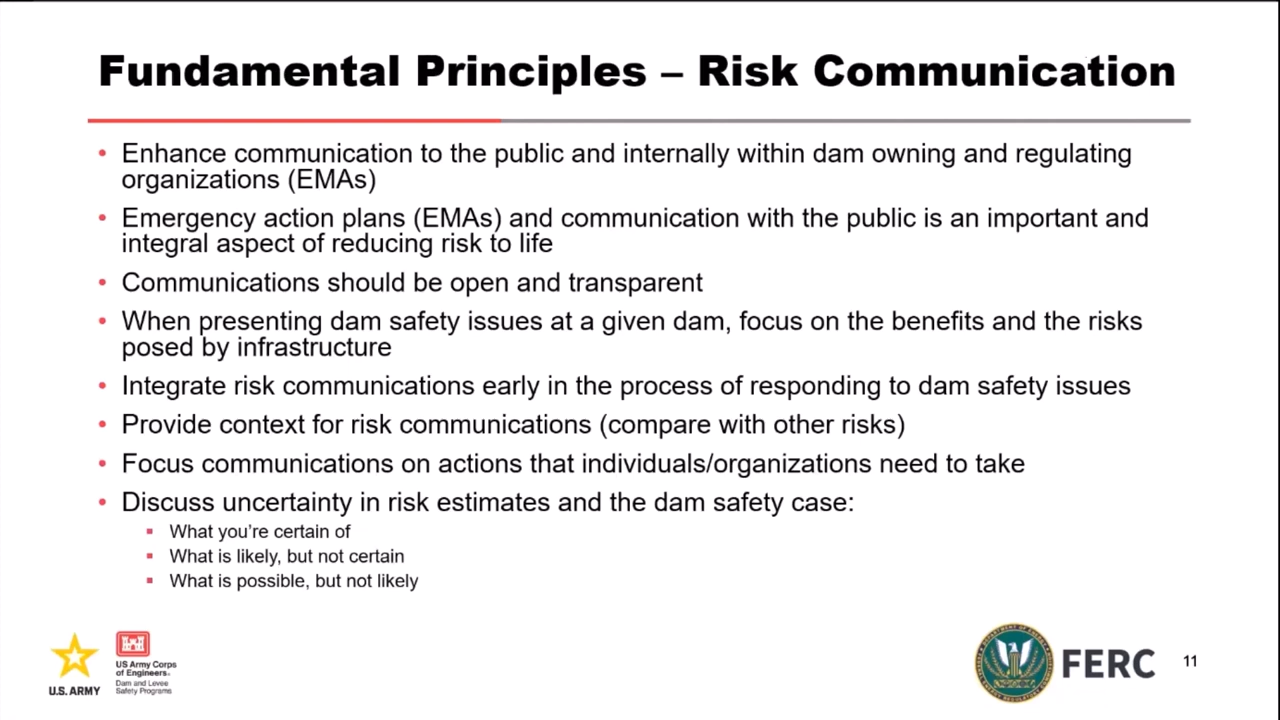 Fundamental Principles – Risk Communication
• Enhance communication to the public and internally within dam owning and regulating
organizations (EMAs)
• Emergency action plans (EMAs) and communication with the public is an important and
integral aspect of reducing risk to life
• Communications should be open and transparent
• When presenting dam safety issues at a given dam, focus on the benefits and the risks
posed by infrastructure
• Integrate risk communications early in the process of responding to dam safety issues
• Provide context for risk communications (compare with other risks)
• Focus communications on actions that individuals/organizations need to take
• Discuss uncertainty in risk estimates and the dam safety case:
▪ What you’re certain of
▪ What is likely, but not certain
▪ What is possible, but not likely
U.S. ARMY
US Army Corps
of Engineers®
Dam and Levee
Safety Programs
FERC
11